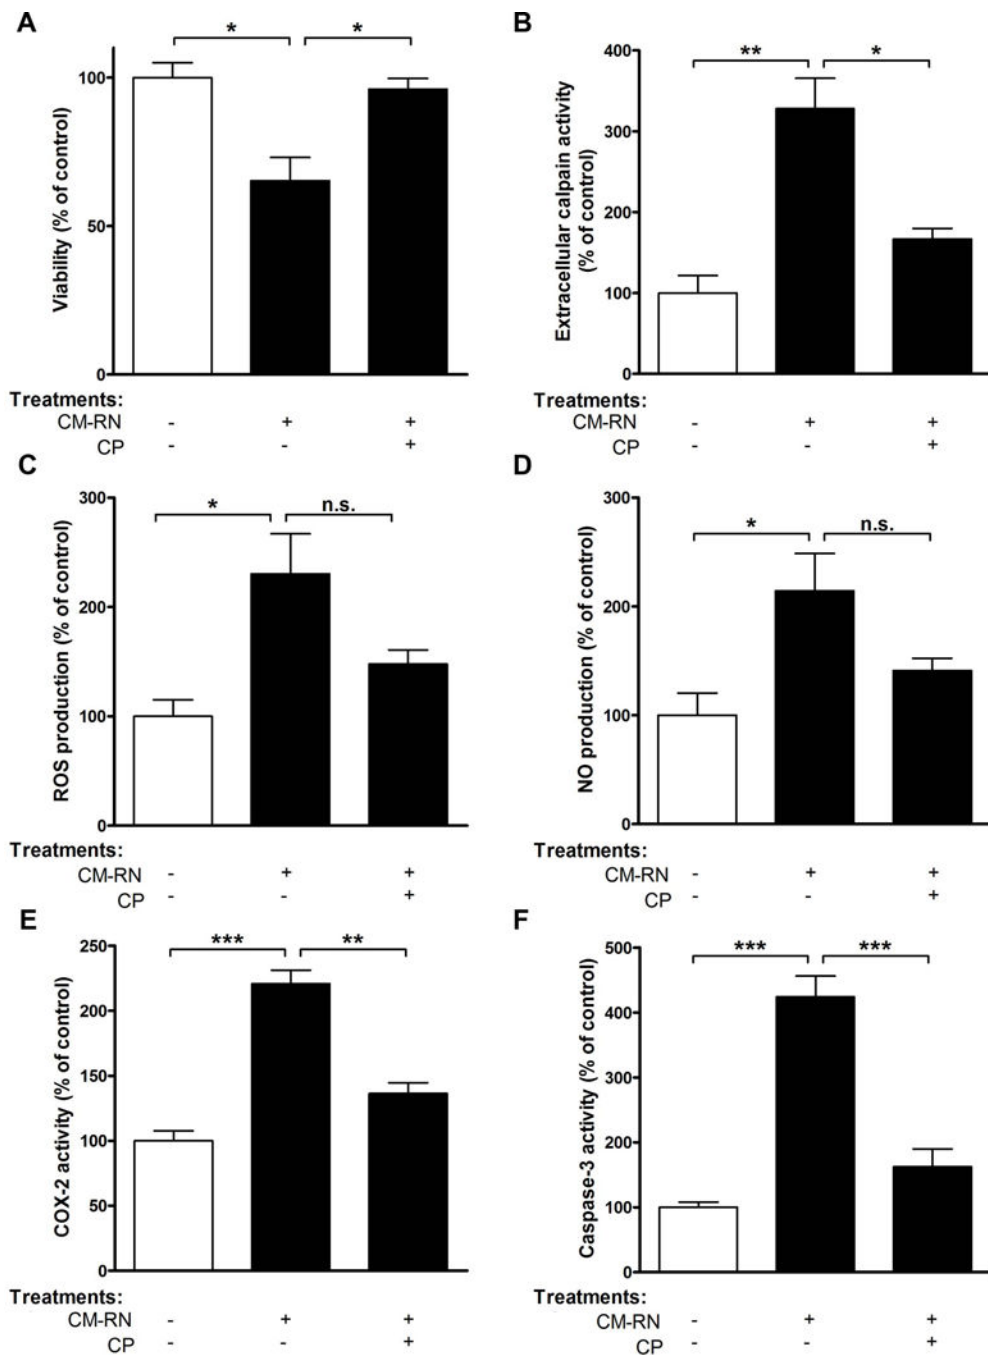 A
* *
Viability (% of control)
100
50
0
Treatments:
CM-RN - + +
CP - - +
B
** *
Extracellular calpain activity
(% of control)
400
300
200
100
0
Treatments:
CM-RN - + +
CP - - +
C
* n.s.
ROS production (% of control)
300
200
100
0
Treatments:
CM-RN - + +
CP - - +
D
* n.s.
NO production (% of control)
300
200
100
0
Treatments:
CM-RN - + +
CP - - +
E
*** **
COX-2 activity (% of control)
250
200
150
100
50
0
Treatments:
CM-RN - + +
CP - - +
F
*** ***
Caspase-3 activity (% of control)
500
400
300
200
100
0
Treatments:
CM-RN - + +
CP - - +